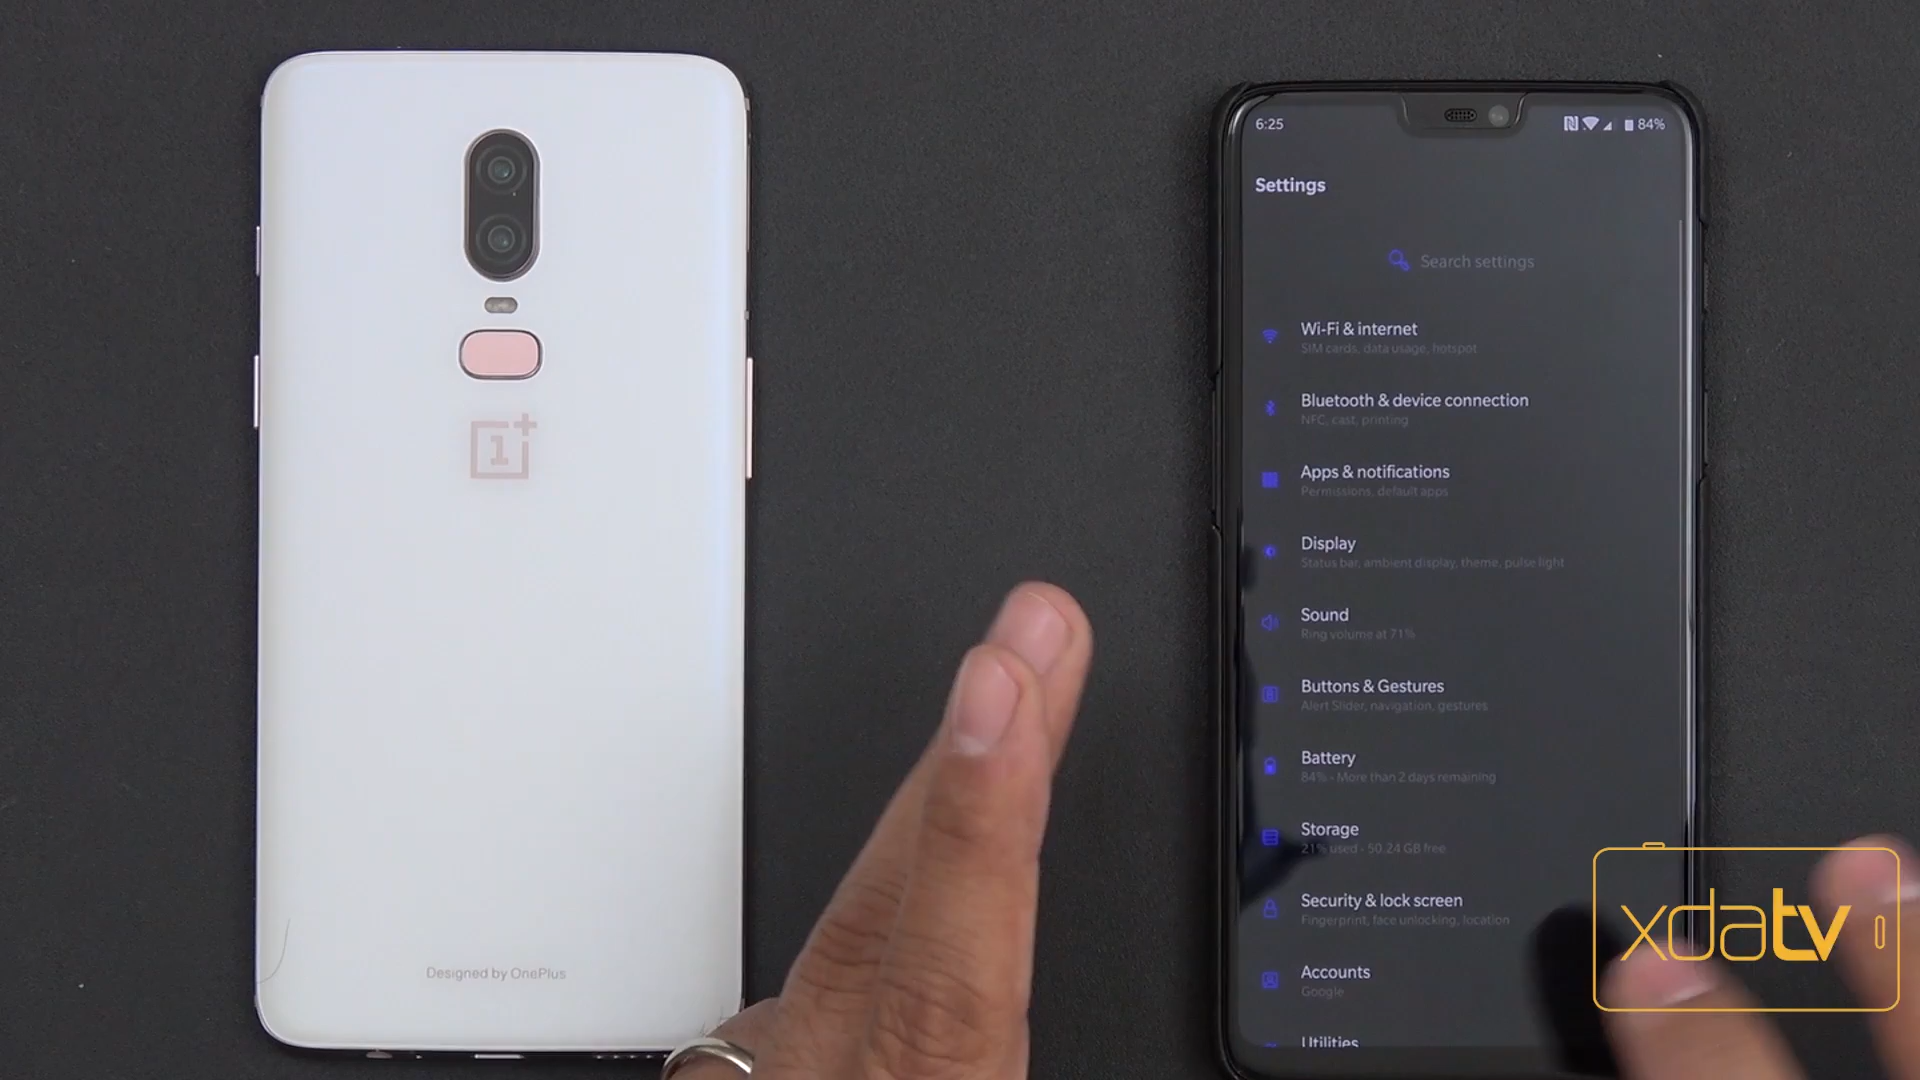 1+
Designed by OnePlus
6:25
84%
Settings
Search settings
Wi-Fi & internet
SIM cards, data usage, hotspot
Bluetooth & device connection
NFC, cast, printing
Apps & notifications
Permissions, default apps
Display
Status bar, ambient display, theme, pulse light
Sound
Ring volume at 71%
Buttons & Gestures
Alert Slider, navigation, gestures
Battery
84% - More than 2 days remaining
Storage
21% used - 50.24 GB free
Security & lock screen
Fingerprint, face unlocking, location
Accounts
Google
Utilities
xdatv